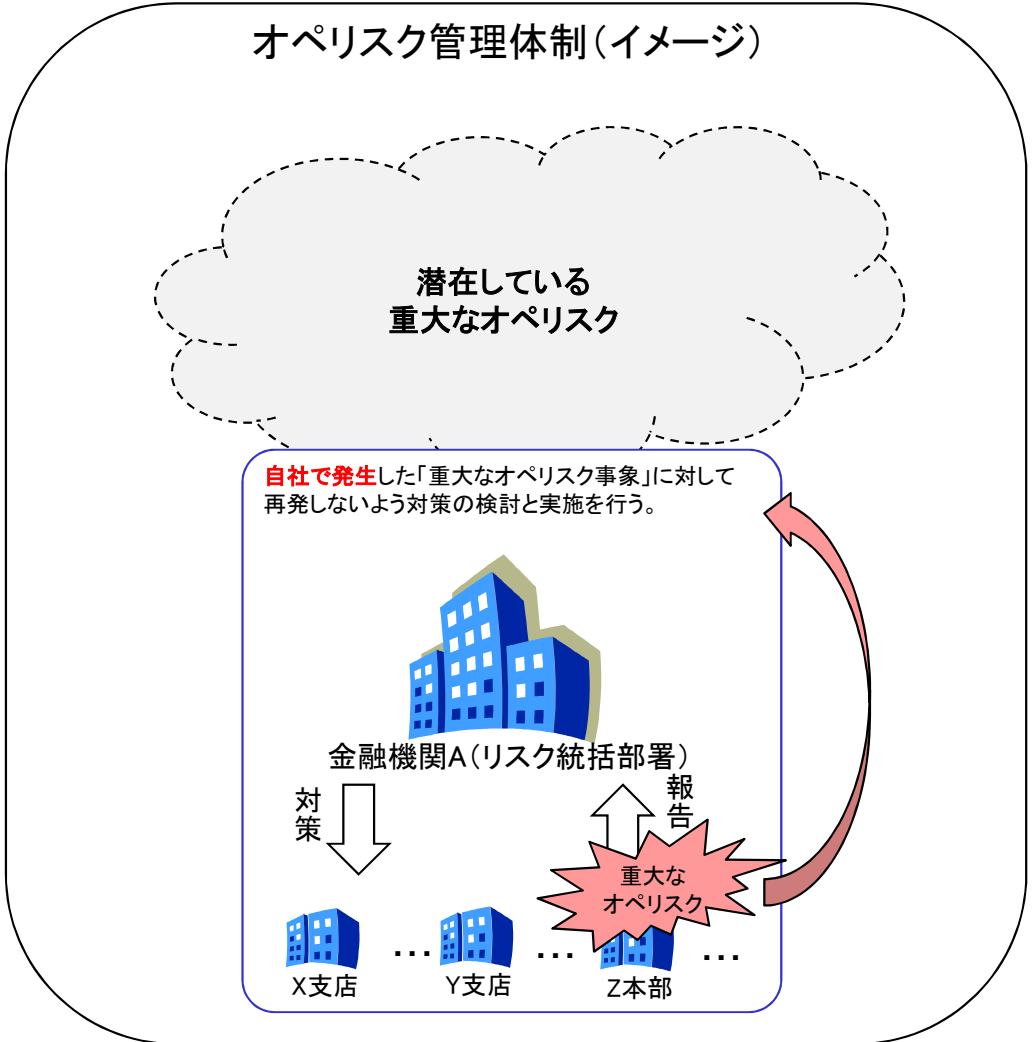 オペリスク管理体制(イメージ)
潜在している
重大なオペリスク
自社で発生した「重大なオペリスク事象」に対して
再発しないよう対策の検討と実施を行う。
金融機関A(リスク統括部署)
対策
報告
重大な
オペリスク
X支店
…
Y支店
…
Z本部
…